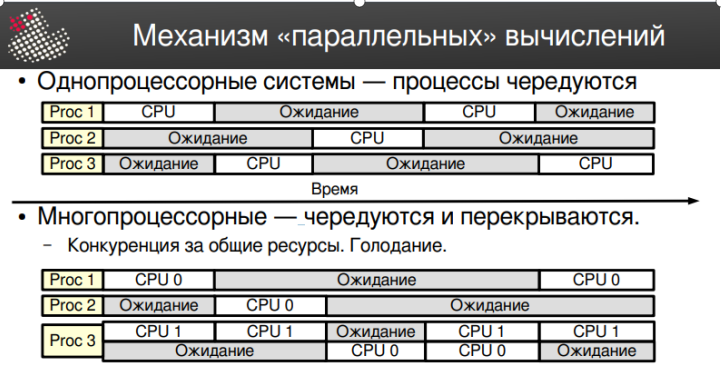 Механизм «параллельных» вычислений
• Однопроцессорные системы — процессы чередуются
Proc 1 CPU Ожидание CPU Ожидание
Proc 2 Ожидание CPU Ожидание
Proc 3 Ожидание CPU Ожидание CPU
Время
• Многопроцессорные — чередуются и перекрываются.
– Конкуренция за общие ресурсы. Голодание.
Proc 1 CPU 0 Ожидание CPU 0
Proc 2 Ожидание CPU 0 Ожидание
Proc 3 CPU 1 CPU 1 Ожидание CPU 1 CPU 1
Ожидание CPU 0 CPU 0 Ожидание